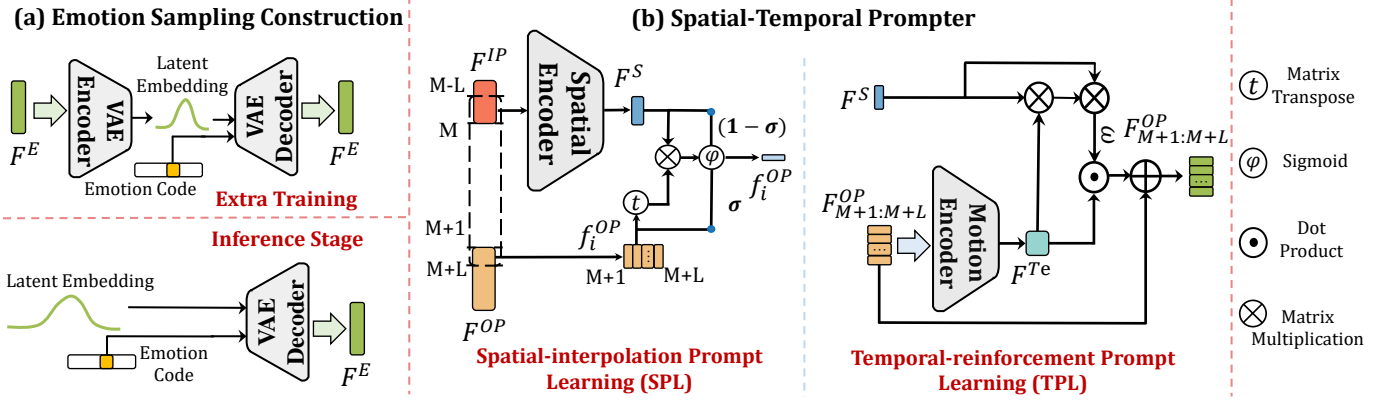 (a) Emotion Sampling Construction
F^E
VAE Encoder
Latent
Embedding
VAE Decoder
F^E
Emotion Code
Extra Training
Inference Stage
Latent Embedding
VAE Decoder
Emotion
Code
F^E
(b) Spatial-Temporal Prompter
F^{IP}
M-L
M
Spatial Encoder
F^S
(1 − σ)
φ
f_i^{OP}
σ
t
M+1
M+L
f_i^{OP}
M+1
...
M+L
F^{OP}
Spatial-interpolation Prompt
Learning (SPL)
F^S
ω
F^{OP}_{M+1:M+L}
...
F^{OP}_{M+1:M+L}
...
Motion Encoder
F^{Te}
Temporal-reinforcement Prompt
Learning (TPL)
t
Matrix
Transpose
φ
Sigmoid
Dot
Product
Matrix
Multiplication